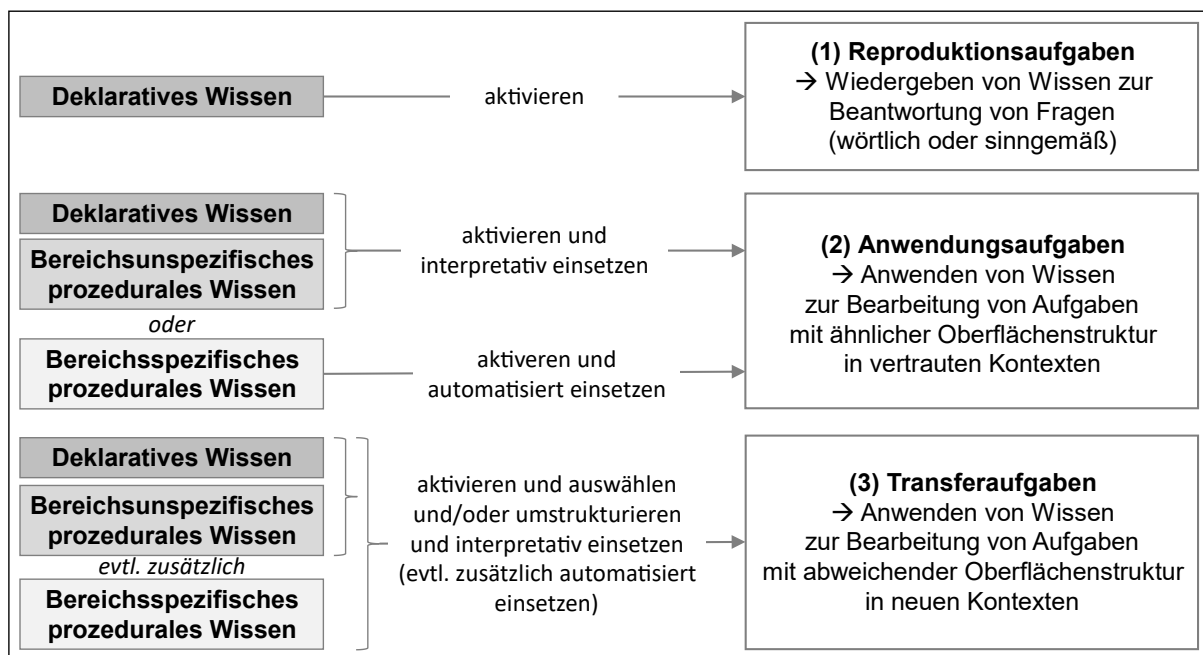 Deklaratives Wissen
aktivieren
(1) Reproduktionsaufgaben
→ Wiedergeben von Wissen zur
Beantwortung von Fragen
(wörtlich oder sinngemäß)
Deklaratives Wissen
Bereichsunspezifisches
prozedurales Wissen
oder
Bereichsspezifisches
prozedurales Wissen
aktivieren und
interpretativ einsetzen
aktiveren und
automatisiert einsetzen
(2) Anwendungsaufgaben
→ Anwenden von Wissen
zur Bearbeitung von Aufgaben
mit ähnlicher Oberflächenstruktur
in vertrauten Kontexten
Deklaratives Wissen
Bereichsunspezifisches
prozedurales Wissen
evtl. zusätzlich
Bereichsspezifisches
prozedurales Wissen
aktivieren und auswählen
und/oder umstrukturieren
und interpretativ einsetzen
(evtl. zusätzlich automatisiert
einsetzen)
(3) Transferaufgaben
→ Anwenden von Wissen
zur Bearbeitung von Aufgaben
mit abweichender Oberflächenstruktur
in neuen Kontexten